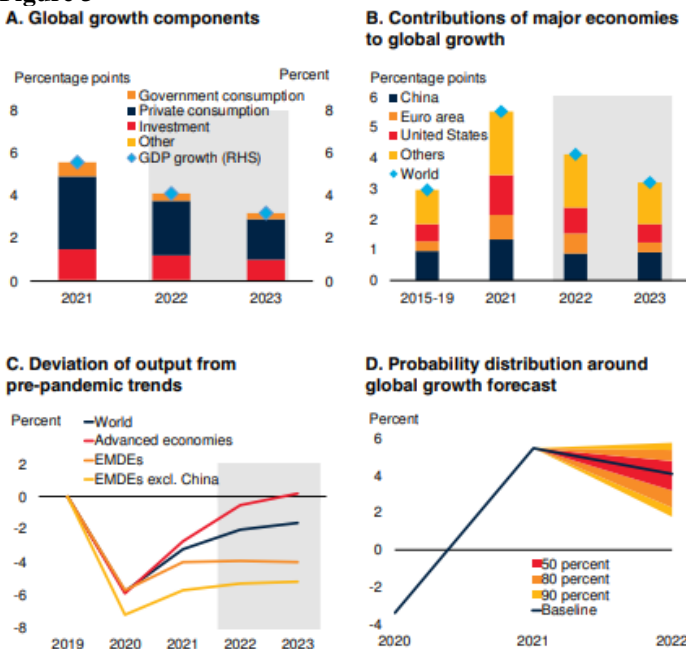 A. Global growth components
Percentage points
Percent
Government consumption
Private consumption
Investment
Other
GDP growth (RHS)
8
6
4
2
0
8
6
4
2
0
2021
2022
2023
B. Contributions of major economies
to global growth
Percentage points
China
Euro area
United States
Others
World
6
5
4
3
2
1
0
2015-19
2021
2022
2023
C. Deviation of output from
pre-pandemic trends
Percent
World
Advanced economies
EMDEs
EMDEs excl. China
2
0
-2
-4
-6
-8
2019
2020
2021
2022
2023
D. Probability distribution around
global growth forecast
Percent
6
4
2
0
-2
-4
50 percent
80 percent
90 percent
Baseline
2020
2021
2022